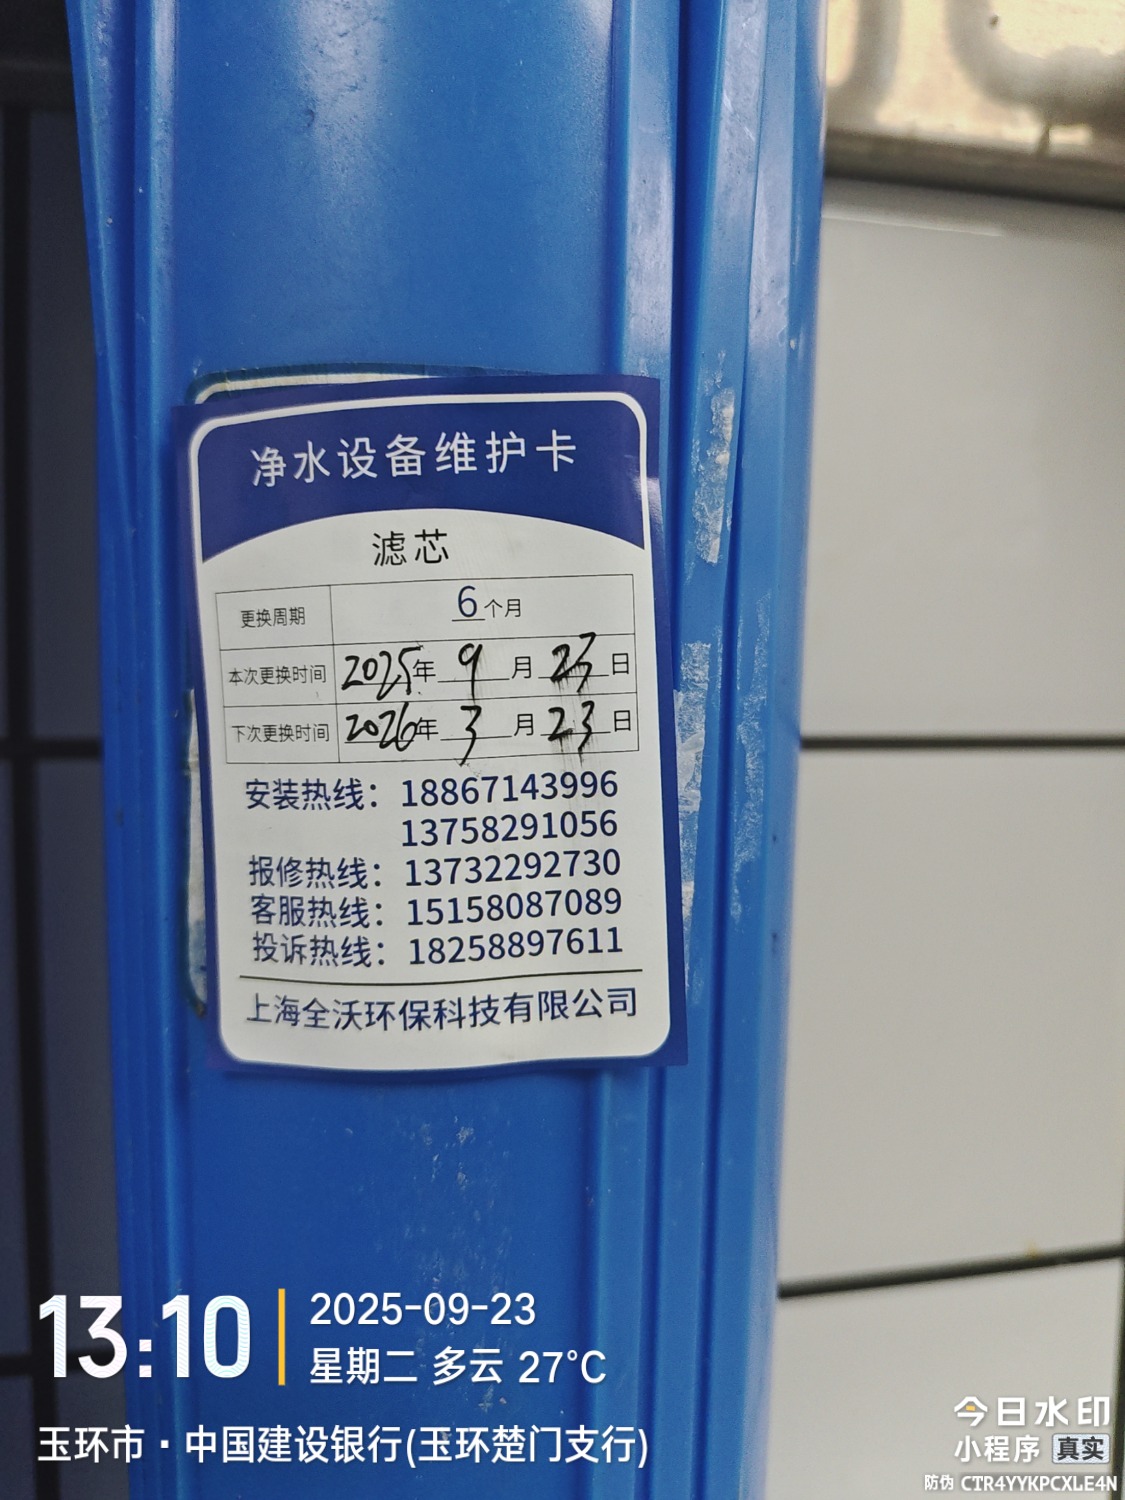 净水设备维护卡
滤芯
更换周期 6个月
本次更换时间 2025年 9 月 23 日
下次更换时间 2026年 3 月 23 日
安装热线：18867143996
13758291056
报修热线：13732292730
客服热线：15158087089
投诉热线：18258897611
上海全沃环保科技有限公司
13:10
2025-09-23
星期二 多云 27°C
玉环市·中国建设银行(玉环楚门支行)
今日水印
小程序 真实
防伪 CTR4YYKPCXLE4N